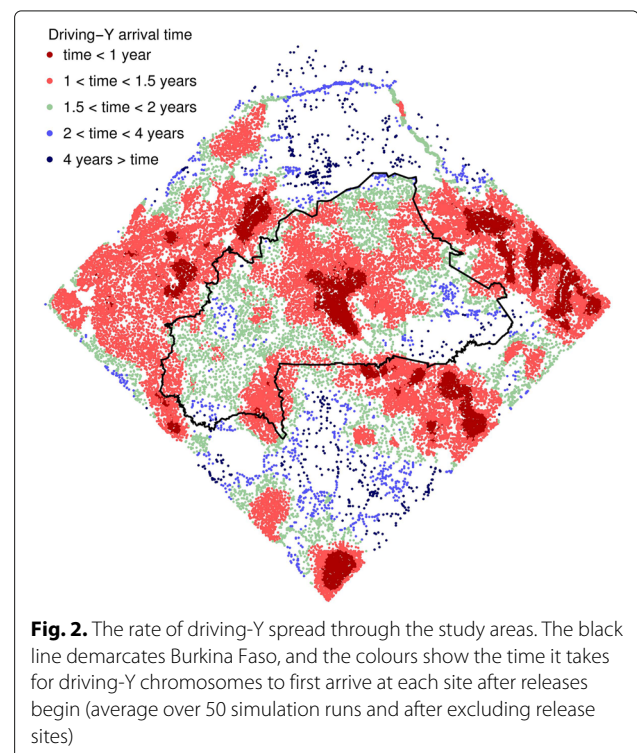 Driving–Y arrival time
time < 1 year
1 < time < 1.5 years
1.5 < time < 2 years
2 < time < 4 years
4 years > time
Fig. 2. The rate of driving-Y spread through the study areas. The black
line demarcates Burkina Faso, and the colours show the time it takes
for driving-Y chromosomes to first arrive at each site after releases
begin (average over 50 simulation runs and after excluding release
sites)